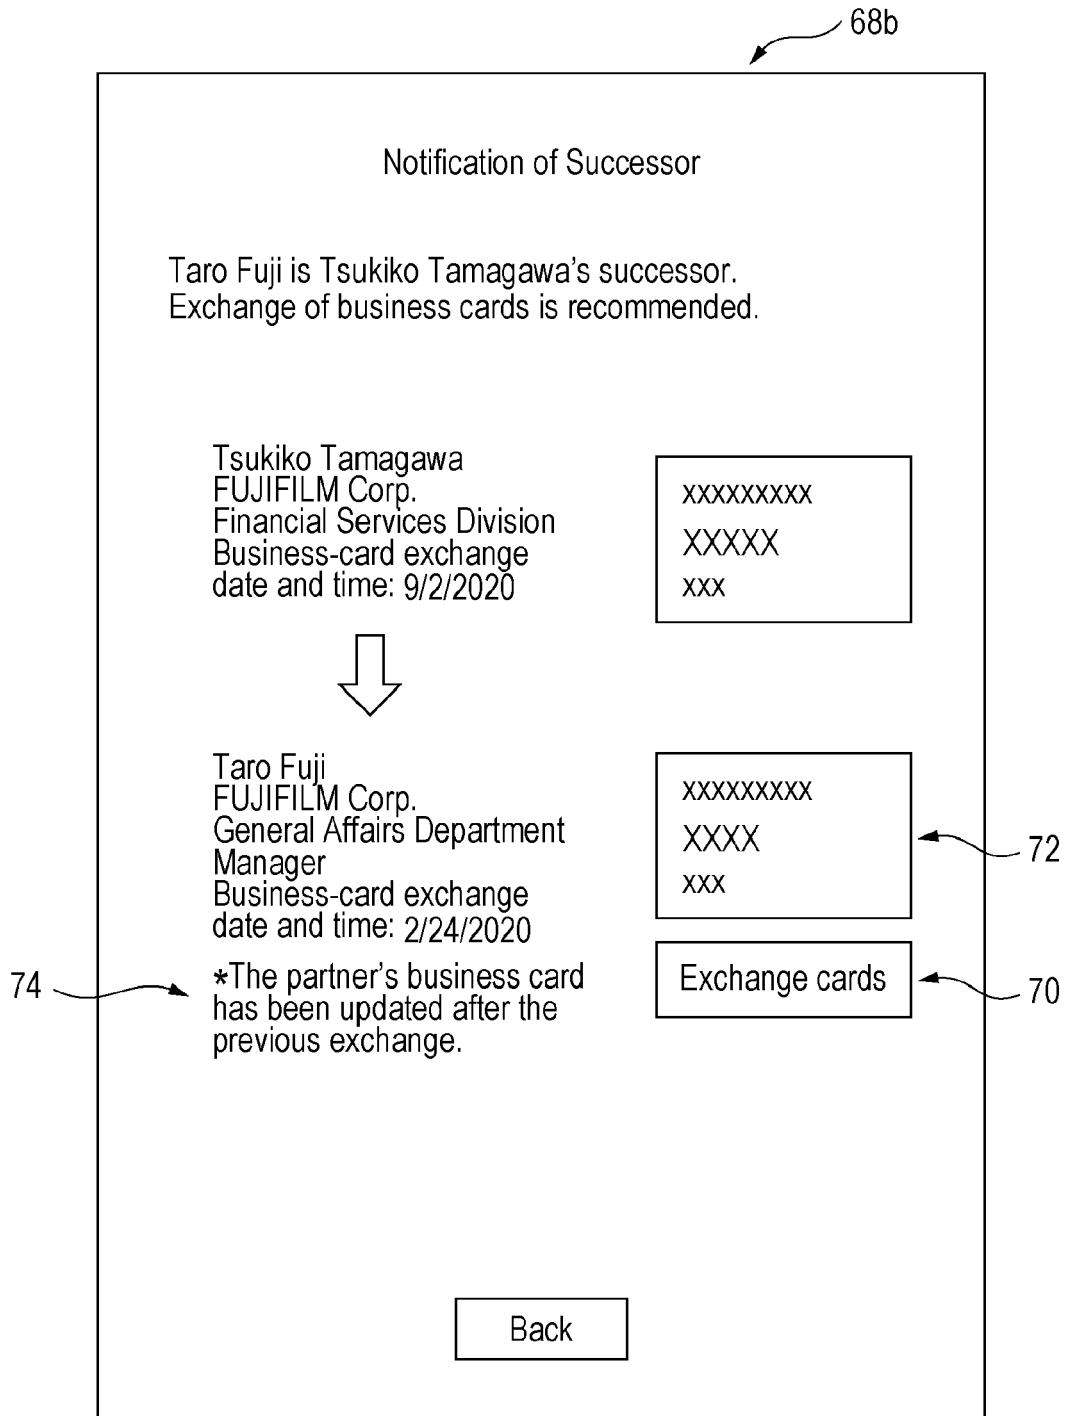 68b
Notification of Successor
Taro Fuji is Tsukiko Tamagawa's successor.
Exchange of business cards is recommended.
Tsukiko Tamagawa
FUJIFILM Corp.
Financial Services Division
Business-card exchange
date and time: 9/2/2020
xxxxxxxxx
XXXXX
xxx
Taro Fuji
FUJIFILM Corp.
General Affairs Department
Manager
Business-card exchange
date and time: 2/24/2020
xxxxxxxxx
XXXX
xxx
72
74
*The partner's business card
has been updated after the
previous exchange.
Exchange cards
70
Back